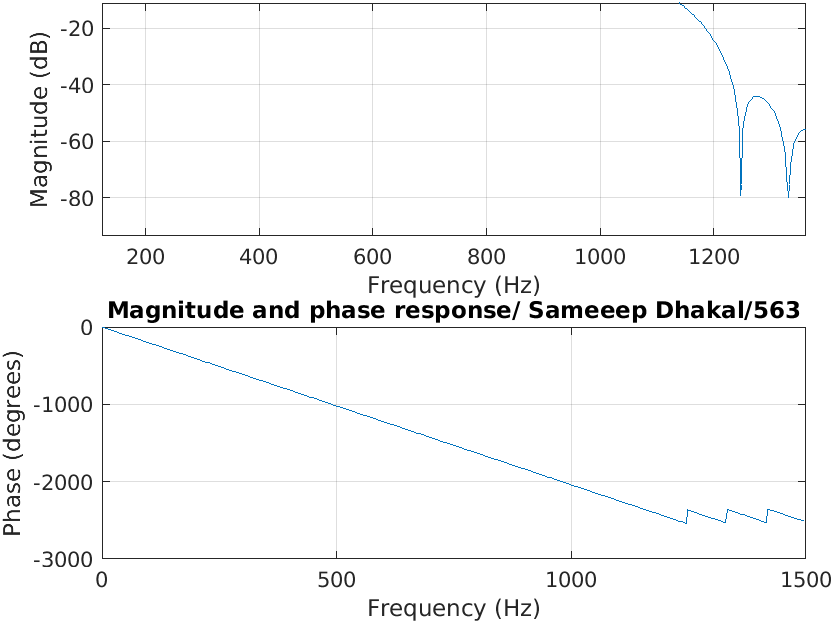 -20
-40
-60
-80
Magnitude (dB)
200 400 600 800 1000 1200
Frequency (Hz)
Magnitude and phase response/ Sameeep Dhakal/563
0
-1000
-2000
-3000
Phase (degrees)
0 500 1000 1500
Frequency (Hz)